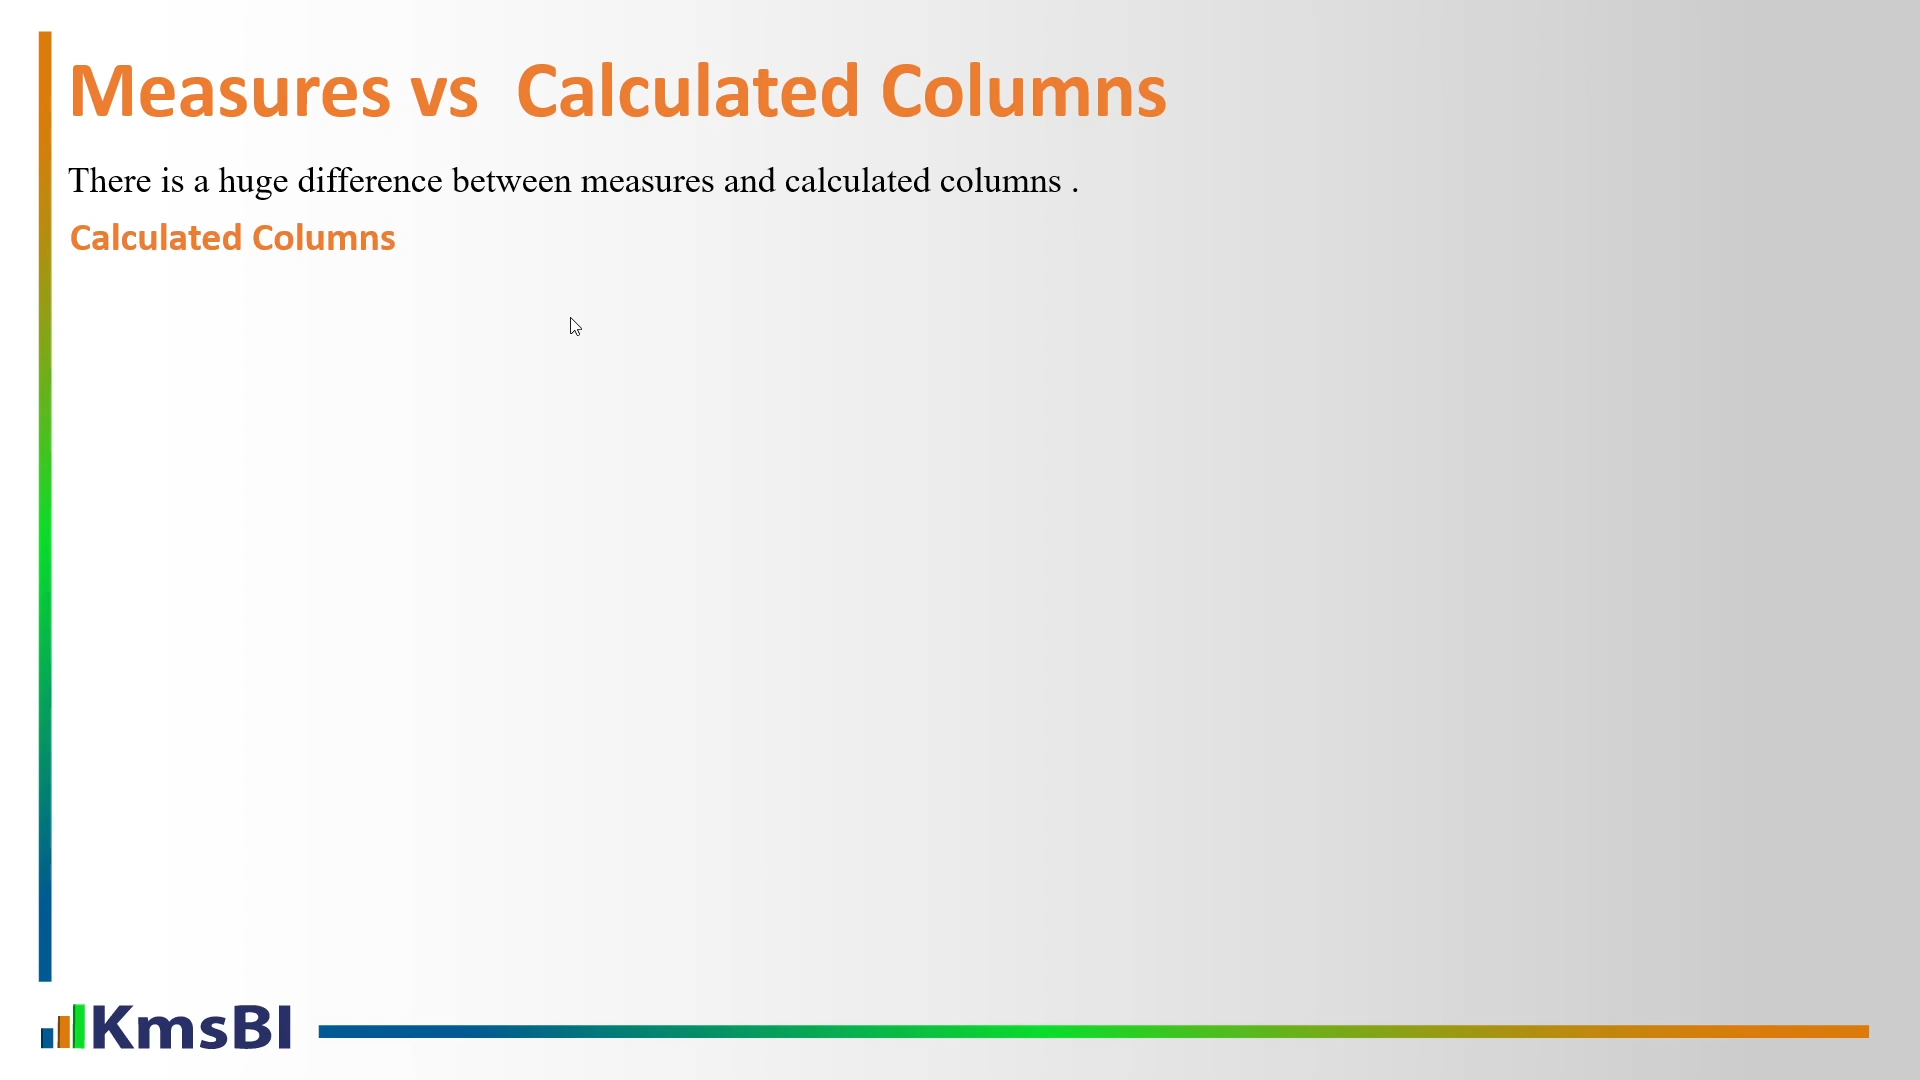 Measures vs  Calculated Columns
There is a huge difference between measures and calculated columns .
Calculated Columns
KmsBI